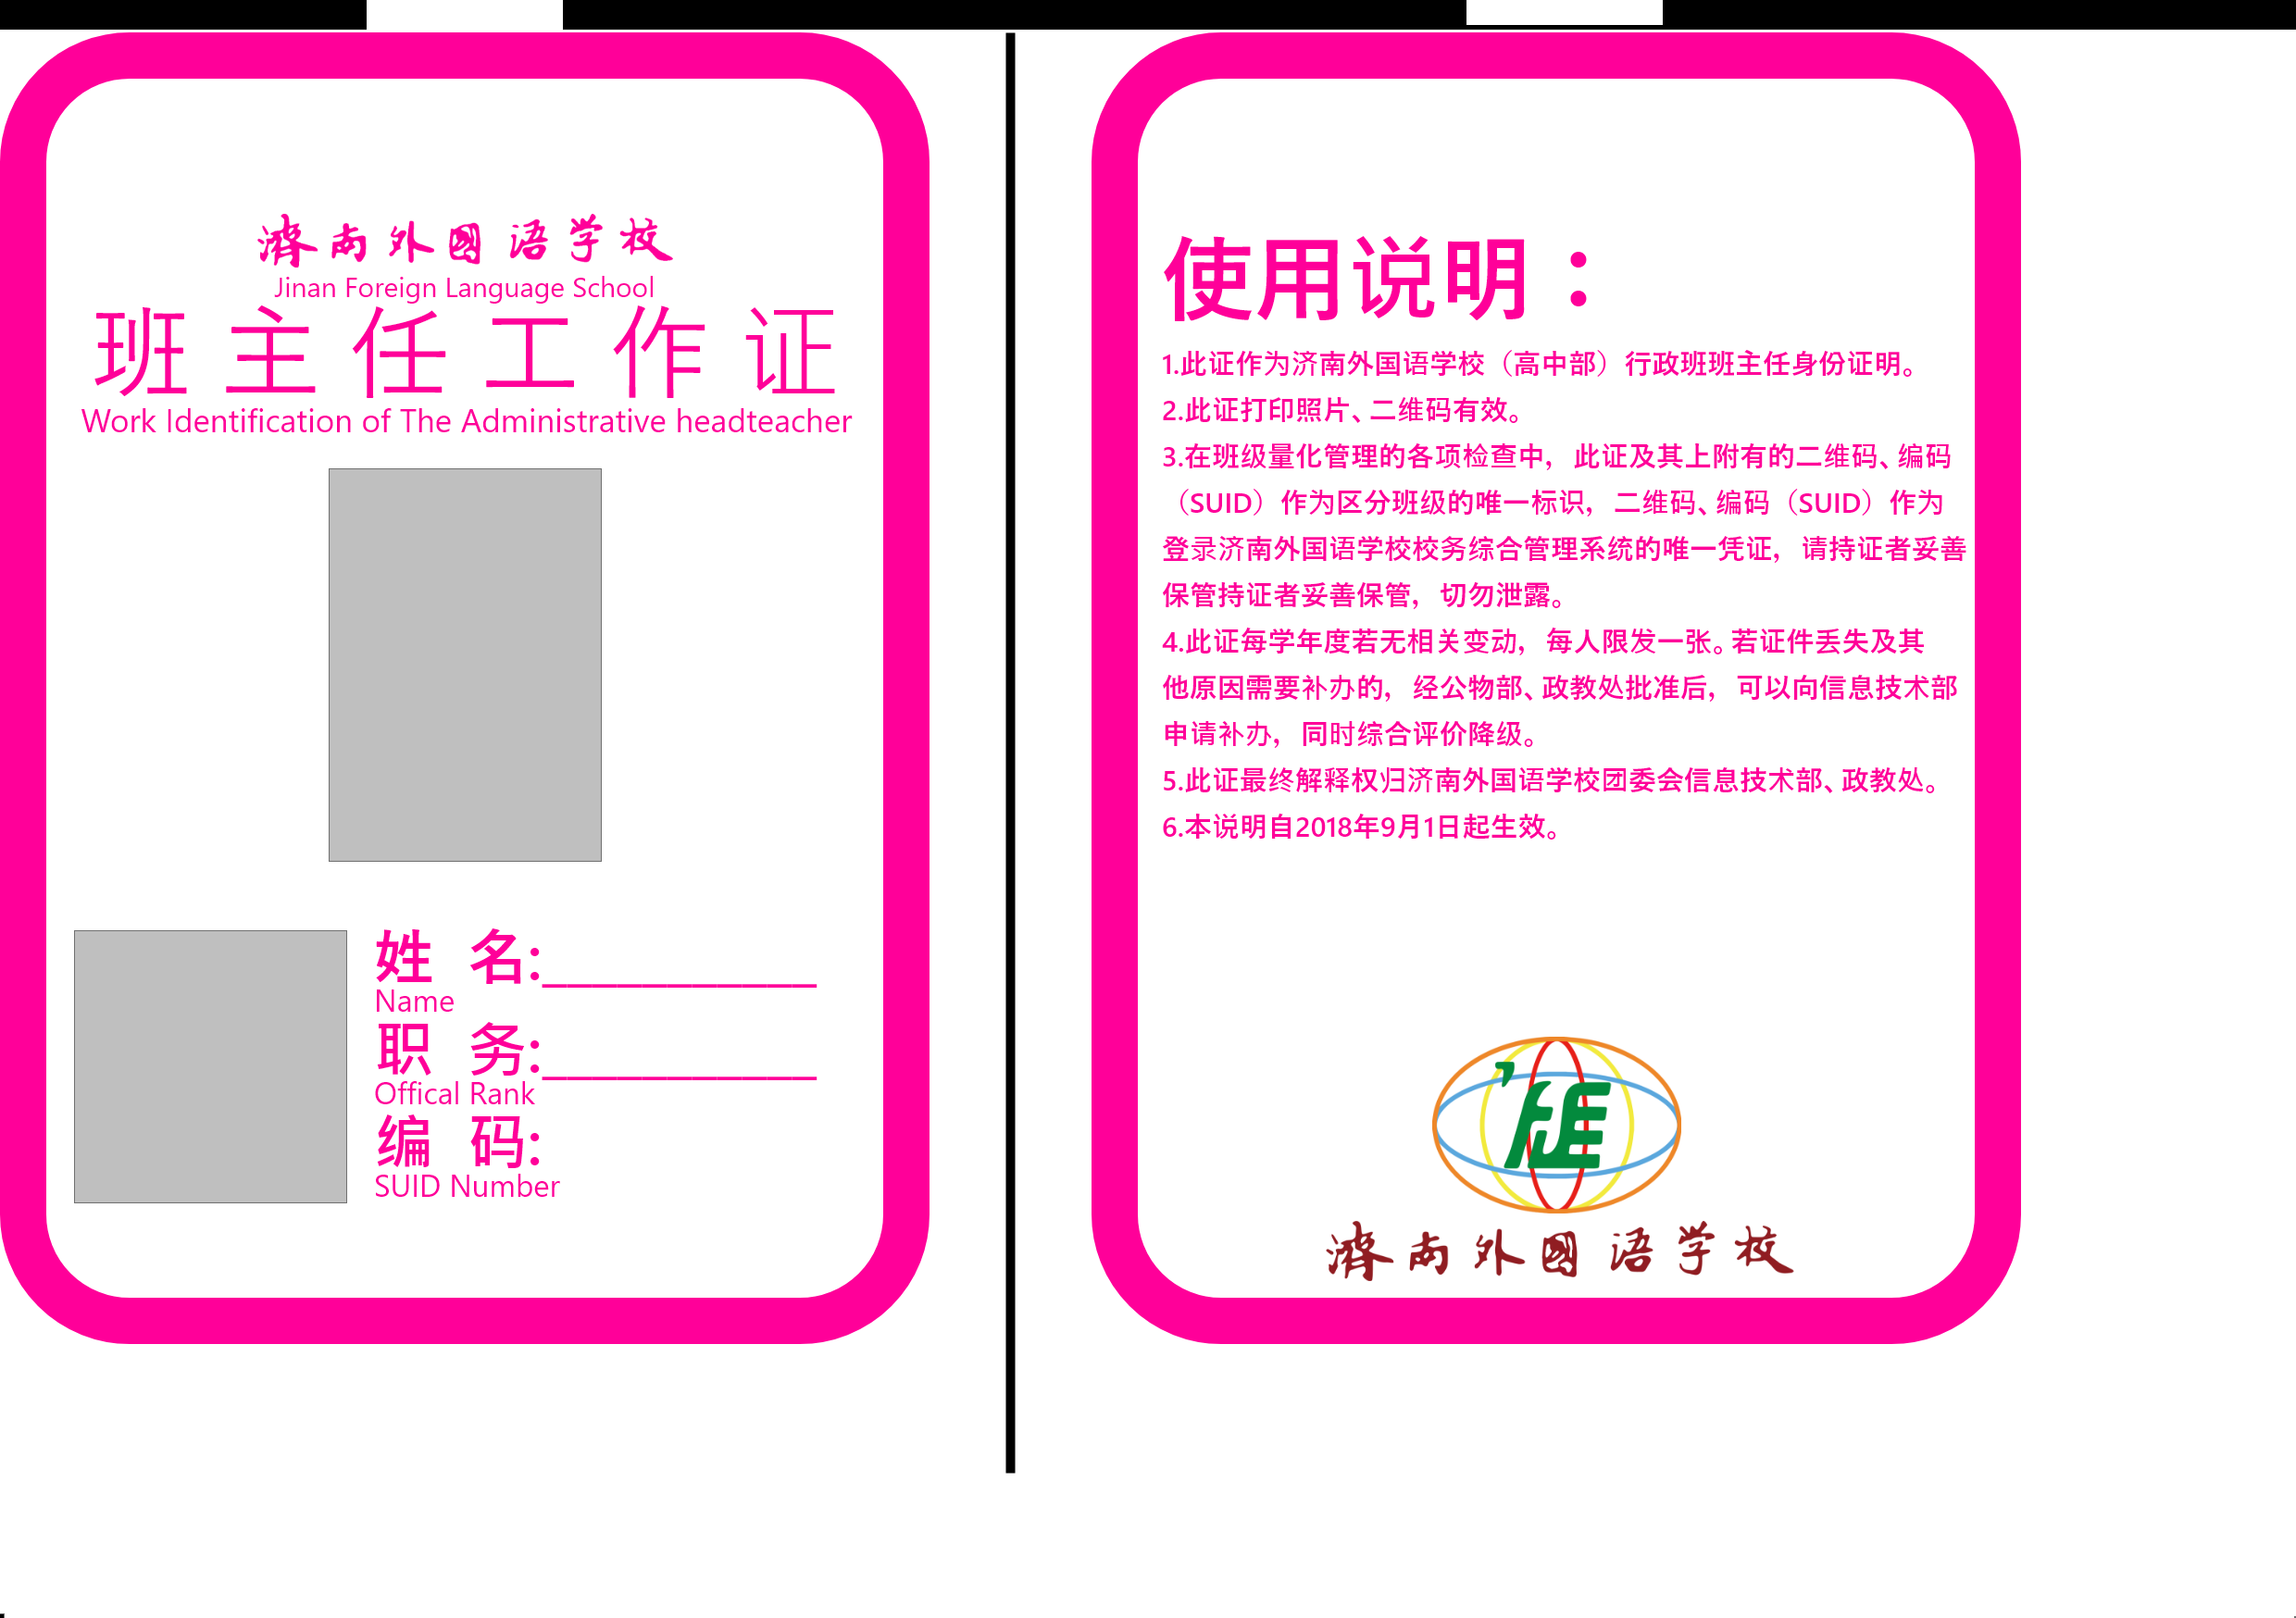 济南外国语学校
Jinan Foreign Language School
班主任工作证
Work Identification of The Administrative headteacher
姓 名:___________
Name
职 务:___________
Offical Rank
编 码:
SUID Number
使用说明：
1.此证作为济南外国语学校（高中部）行政班班主任身份证明。
2.此证打印照片、二维码有效。
3.在班级量化管理的各项检查中，此证及其上附有的二维码、编码
（SUID）作为区分班级的唯一标识，二维码、编码（SUID）作为
登录济南外国语学校校务综合管理系统的唯一凭证，请持证者妥善
保管持证者妥善保管，切勿泄露。
4.此证每学年度若无相关变动，每人限发一张。若证件丢失及其
他原因需要补办的，经公物部、政教处批准后，可以向信息技术部
申请补办，同时综合评价降级。
5.此证最终解释权归济南外国语学校团委会信息技术部、政教处。
6.本说明自2018年9月1日起生效。
济南外国语学校